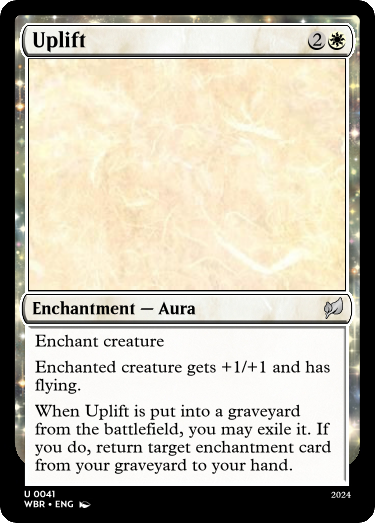 Uplift 2
Enchantment — Aura
Enchant creature
Enchanted creature gets +1/+1 and has
flying.
When Uplift is put into a graveyard
from the battlefield, you may exile it. If
you do, return target enchantment card
from your graveyard to your hand.
U 0041 2024
WBR • ENG